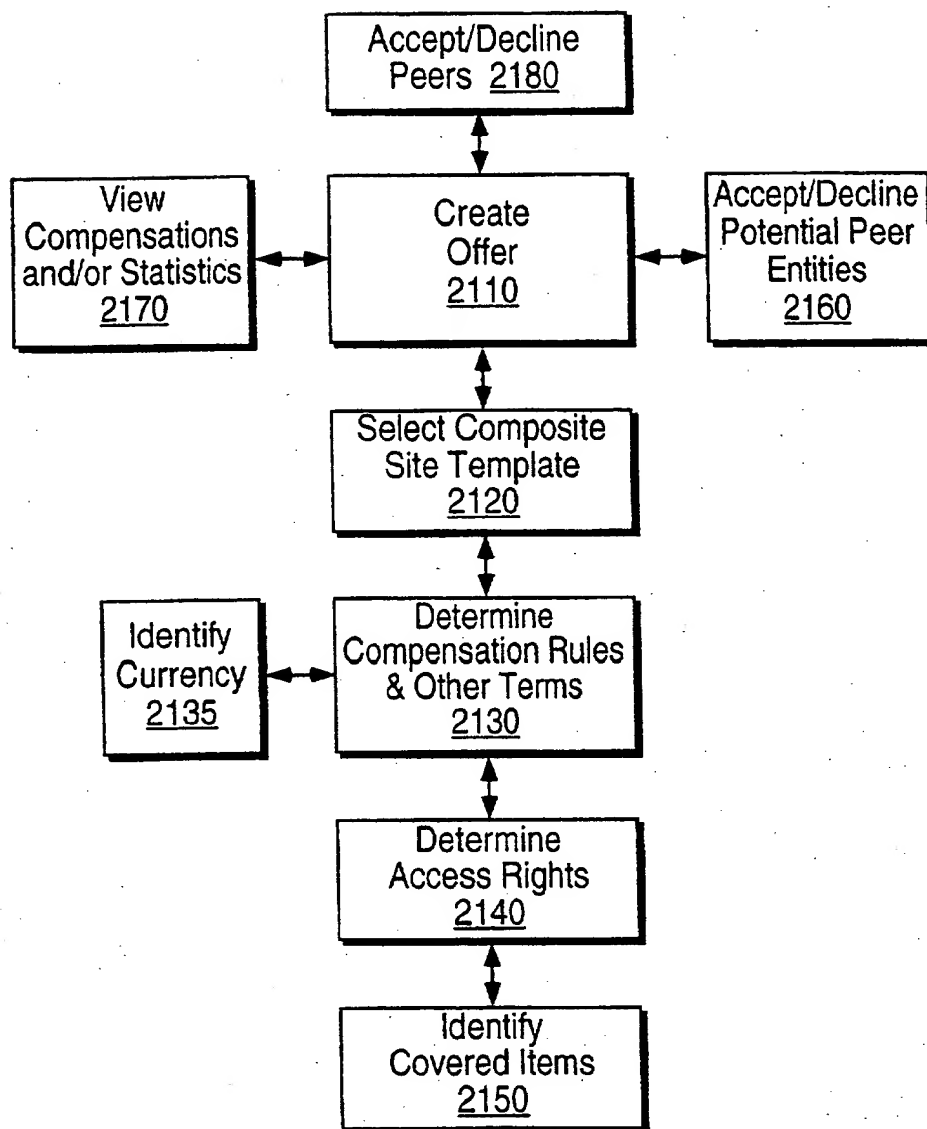 Accept/Decline
Peers 2180
View
Compensations
and/or Statistics
2170
Create
Offer
2110
Accept/Decline
Potential Peer
Entities
2160
Select Composite
Site Template
2120
Identify
Currency
2135
Determine
Compensation Rules
& Other Terms
2130
Determine
Access Rights
2140
Identify
Covered Items
2150